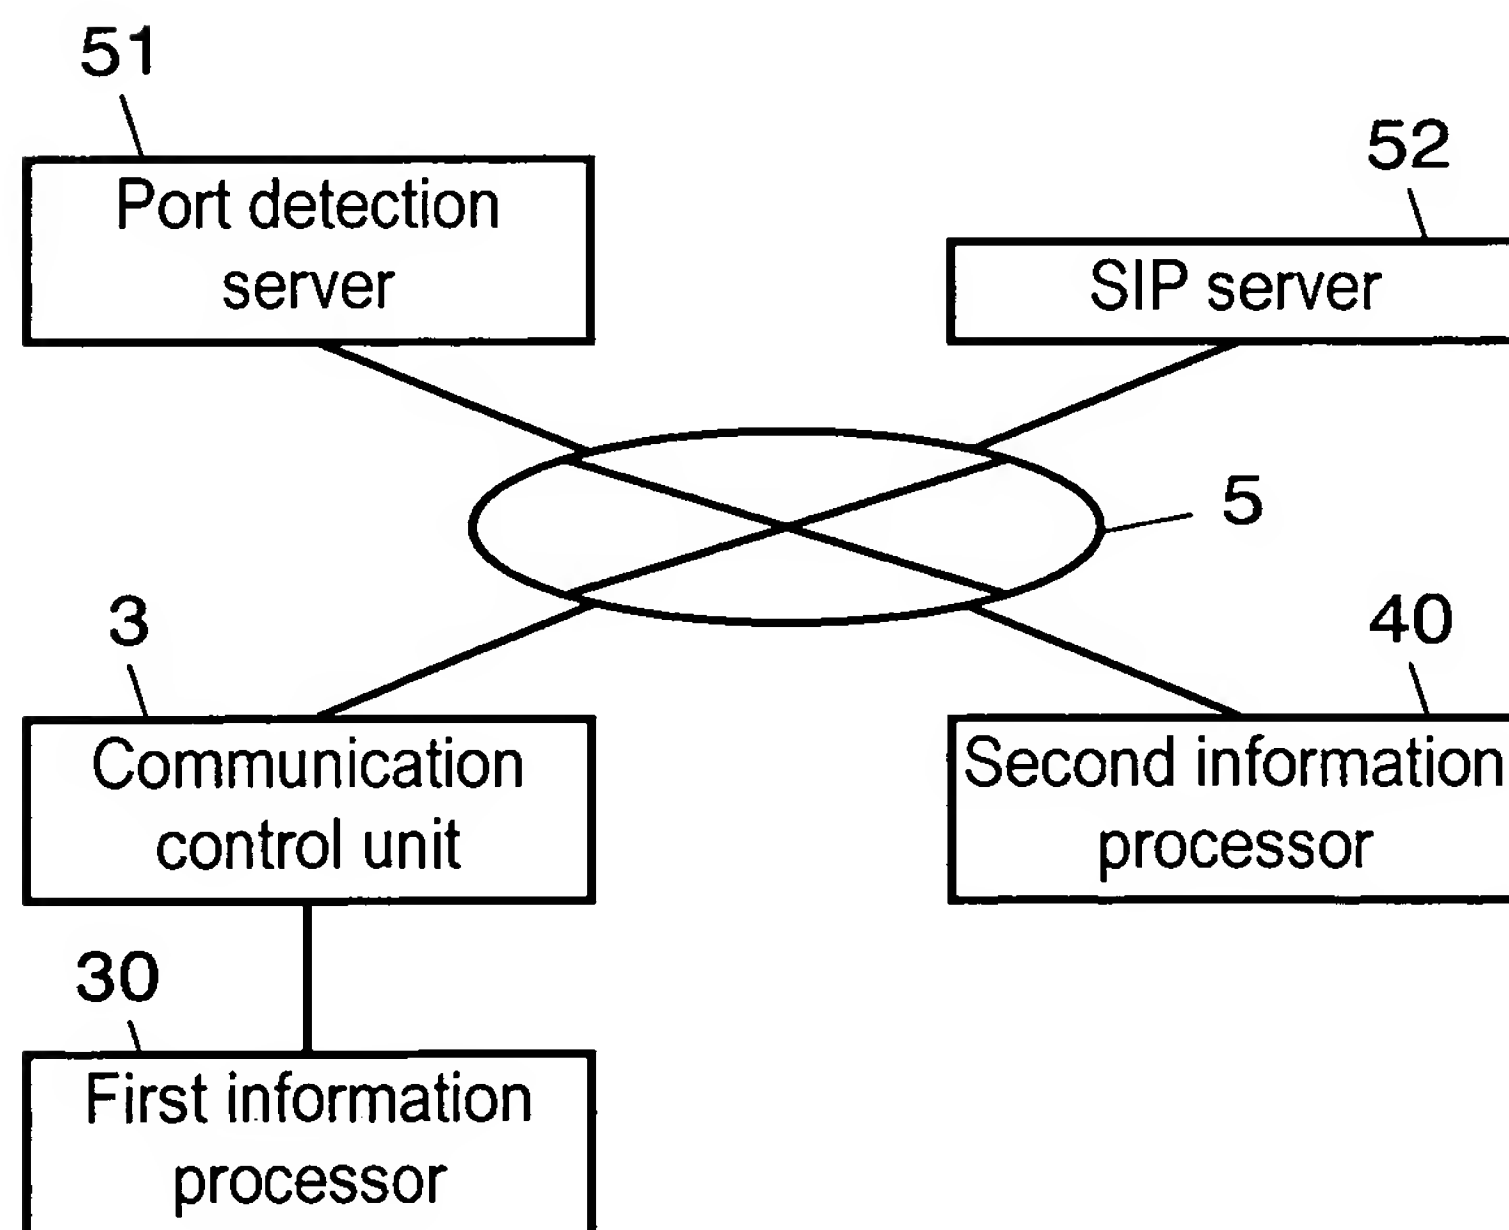 51
Port detection
server
52
SIP server
5
3
Communication
control unit
40
Second information
processor
30
First information
processor